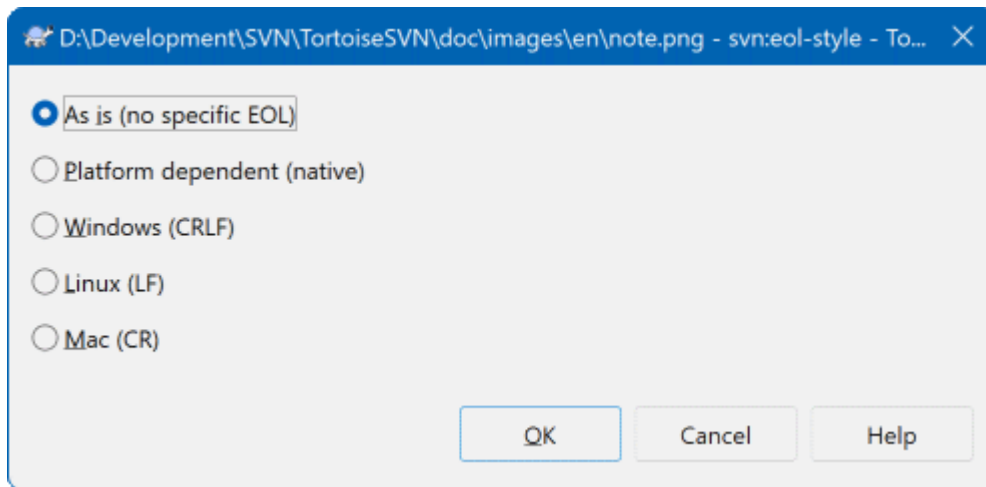 D:\Development\SVN\TortoiseSVN\doc\images\en\note.png - svn:eol-style - To...
As is (no specific EOL)
Platform dependent (native)
Windows (CRLF)
Linux (LF)
Mac (CR)
OK Cancel Help